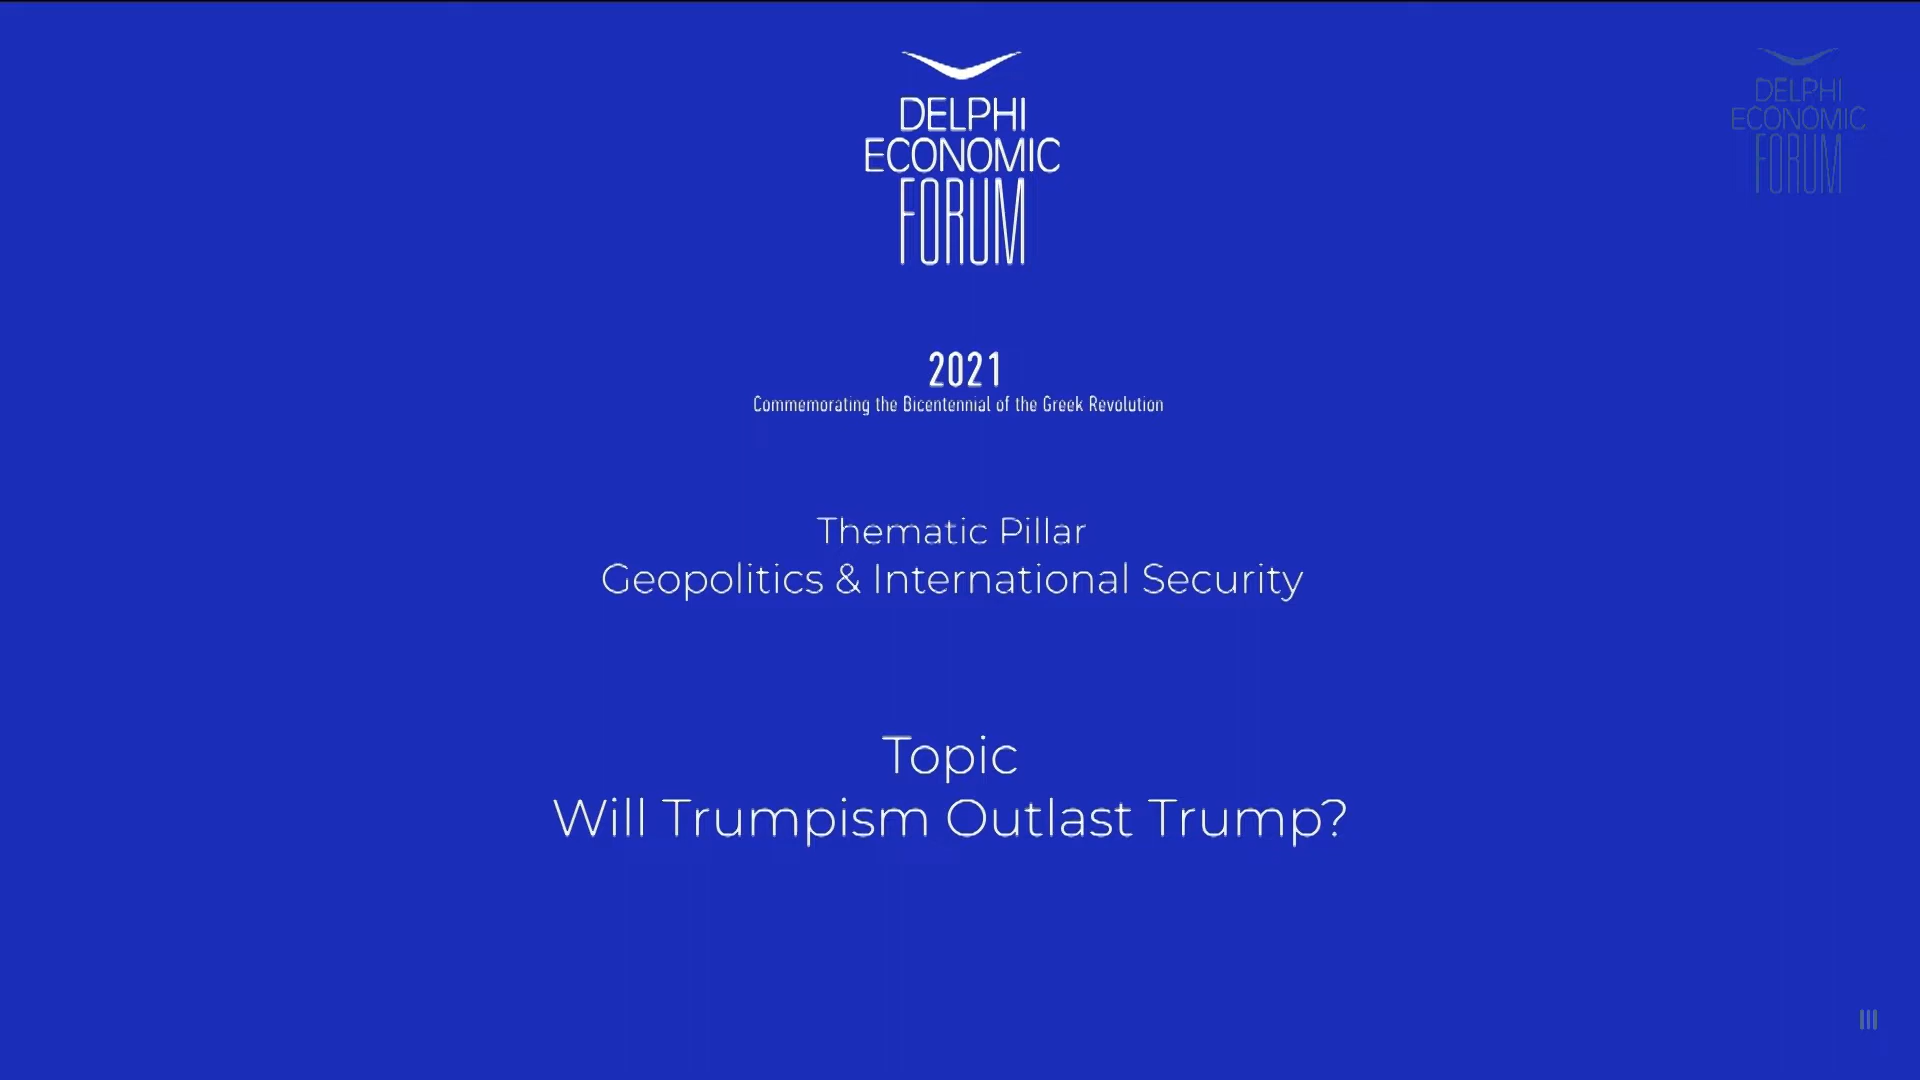 DELPHI
ECONOMIC
FORUM
DELPHI
ECONOMIC
FORUM
2021
Commemorating the Bicentennial of the Greek Revolution
Thematic Pillar
Geopolitics & International Security
Topic
Will Trumpism Outlast Trump?
III